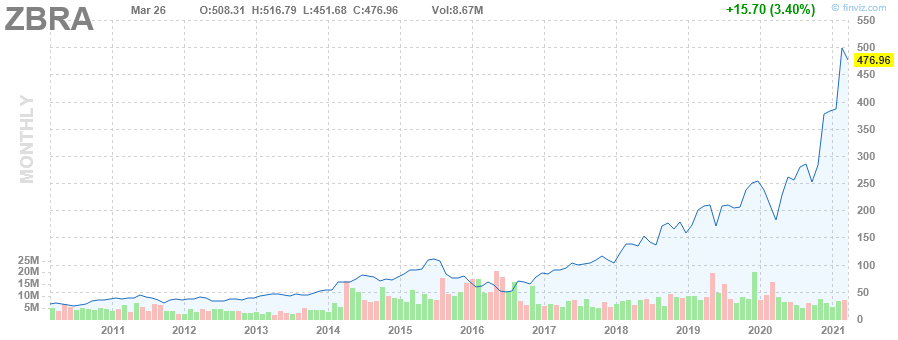 ZBRA
Mar 26 O:508.31 H:516.79 L:451.68 C:476.96 Vol:8.67M +15.70 (3.40%)
© finviz.com
MONTHLY
550
500
476.96
450
400
350
300
250
200
150
100
50
0
25M
20M
15M
10M
5M
2011 2012 2013 2014 2015 2016 2017 2018 2019 2020 2021